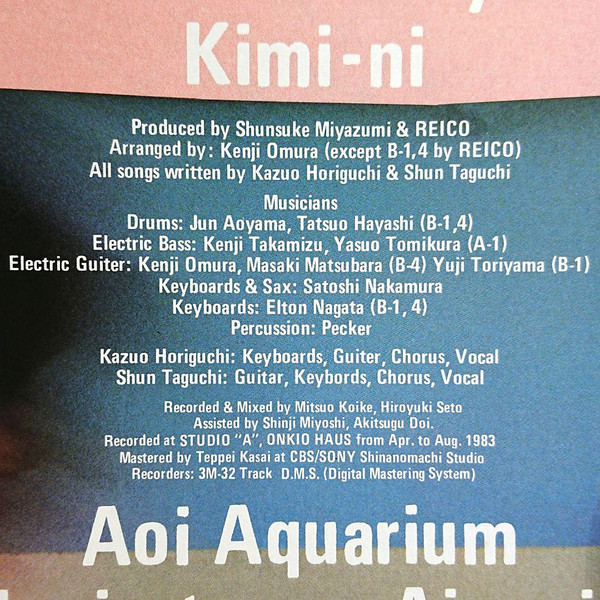 Kimi-ni
Produced by Shunsuke Miyazumi & REICO
Arranged by: Kenji Omura (except B-1,4 by REICO)
All songs written by Kazuo Horiguchi & Shun Taguchi
Musicians
Drums: Jun Aoyama, Tatsuo Hayashi (B-1,4)
Electric Bass: Kenji Takamizu, Yasuo Tomikura (A-1)
Electric Guiter: Kenji Omura, Masaki Matsubara (B-4) Yuji Toriyama (B-1)
Keyboards & Sax: Satoshi Nakamura
Keyboards: Elton Nagata (B-1, 4)
Percussion: Pecker
Kazuo Horiguchi: Keyboards, Guiter, Chorus, Vocal
Shun Taguchi: Guitar, Keybords, Chorus, Vocal
Recorded & Mixed by Mitsuo Koike, Hiroyuki Seto
Assisted by Shinji Miyoshi, Akitsugu Doi.
Recorded at STUDIO "A", ONKIO HAUS from Apr. to Aug. 1983
Mastered by Teppei Kasai at CBS/SONY Shinanomachi Studio
Recorders: 3M-32 Track D.M.S. (Digital Mastering System)
Aoi Aquarium